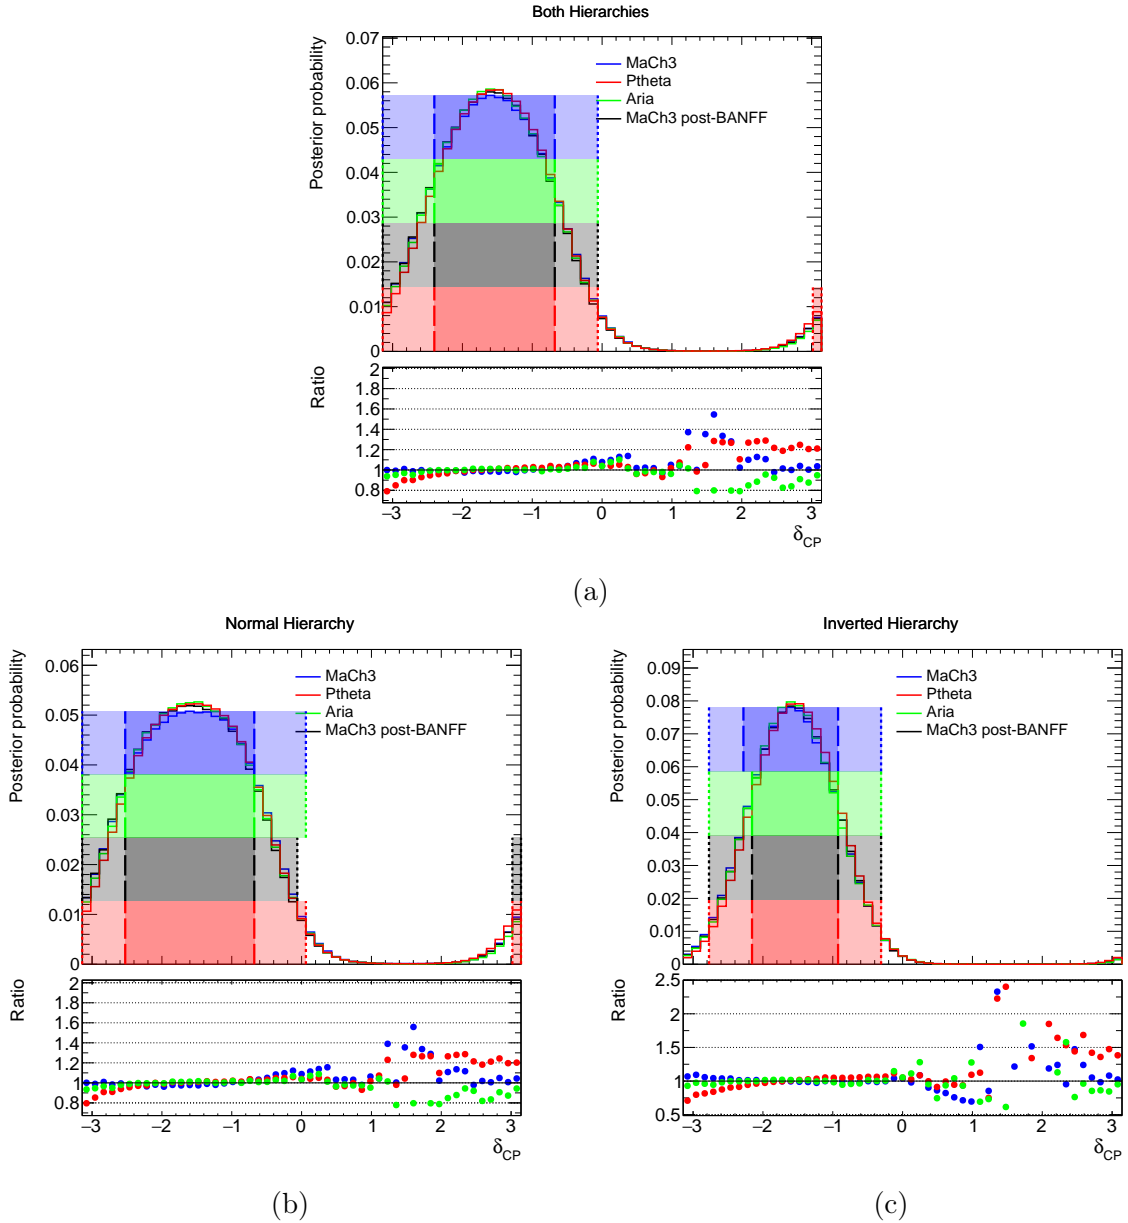 Both Hierarchies
Posterior probability
0.07
0.06
0.05
0.04
0.03
0.02
0.01
0
MaCh3
Ptheta
Aria
MaCh3 post-BANFF
Ratio
2
1.8
1.6
1.4
1.2
1
0.8
−3 −2 −1 0 1 2 3
δCP
(a)
Normal Hierarchy
Posterior probability
0.06
0.05
0.04
0.03
0.02
0.01
0
MaCh3
Ptheta
Aria
MaCh3 post-BANFF
Ratio
2
1.8
1.6
1.4
1.2
1
0.8
−3 −2 −1 0 1 2 3
δCP
(b)
Inverted Hierarchy
Posterior probability
0.09
0.08
0.07
0.06
0.05
0.04
0.03
0.02
0.01
0
MaCh3
Ptheta
Aria
MaCh3 post-BANFF
Ratio
2.5
2
1.5
1
0.5
−3 −2 −1 0 1 2 3
δCP
(c)